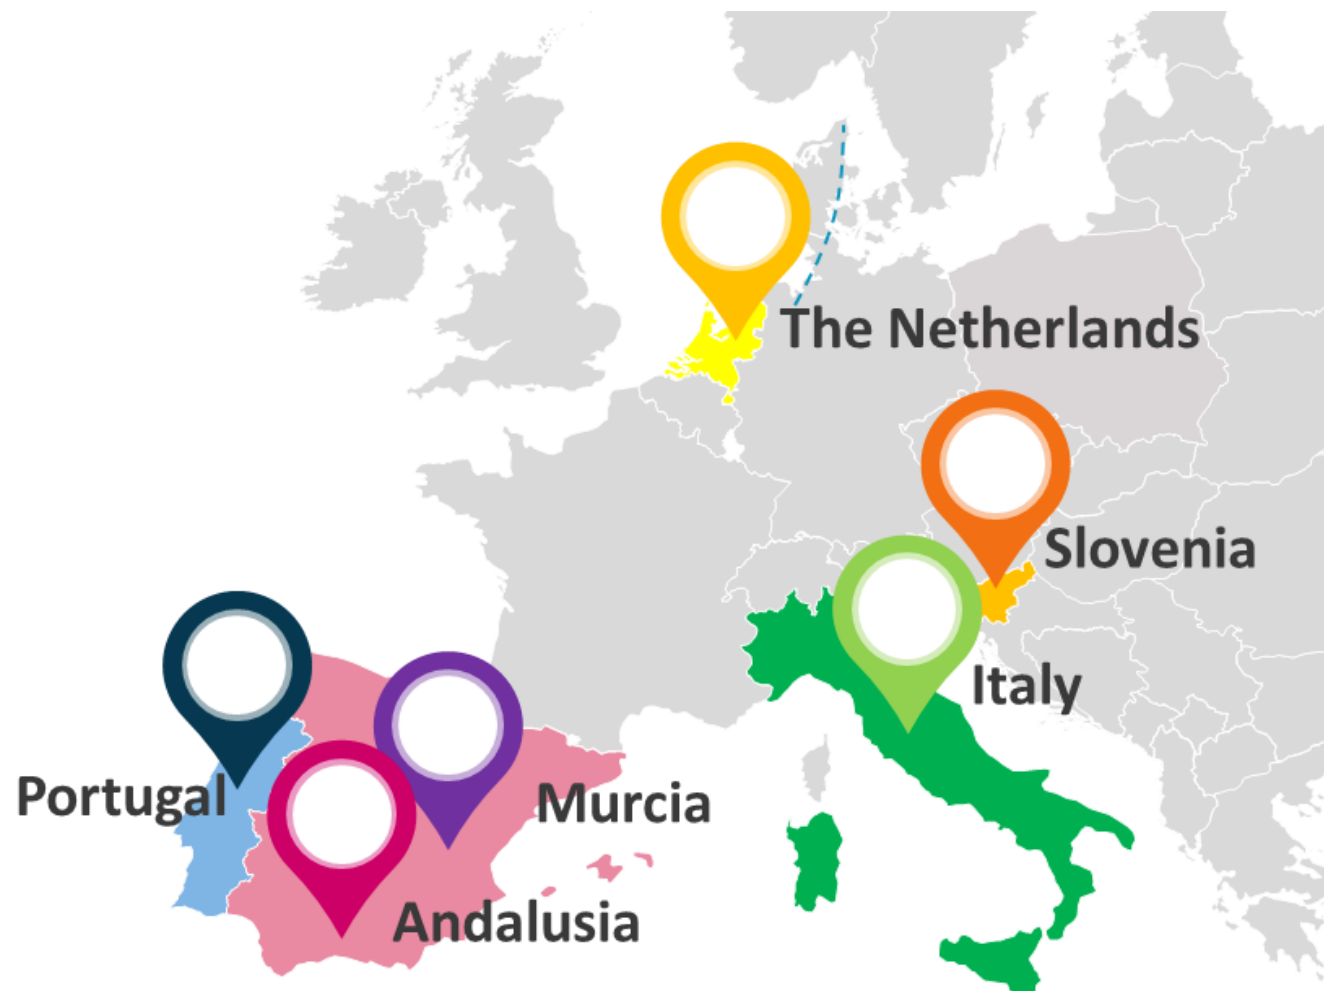 The Netherlands
Slovenia
Italy
Portugal
Murcia
Andalusia